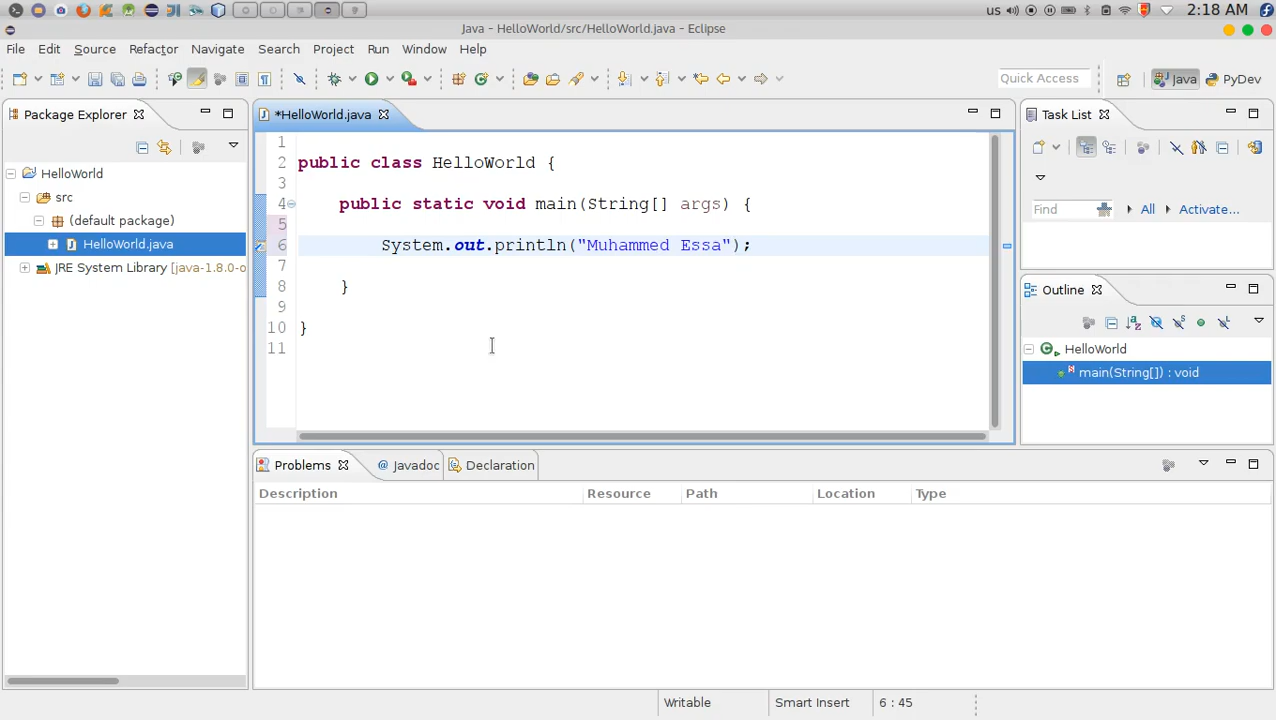 us 2:18 AM
Java - HelloWorld/src/HelloWorld.java - Eclipse
File Edit Source Refactor Navigate Search Project Run Window Help
Quick Access Java PyDev
Package Explorer
HelloWorld
src
(default package)
HelloWorld.java
JRE System Library [java-1.8.0-o
*HelloWorld.java
1
2 public class HelloWorld {
3
4 public static void main(String[] args) {
5
6 System.out.println("Muhammed Essa");
7
8 }
9
10 }
11
Task List
Find All Activate...
Outline
HelloWorld
main(String[]) : void
Problems @ Javadoc Declaration
Description Resource Path Location Type
Writable Smart Insert 6 : 45